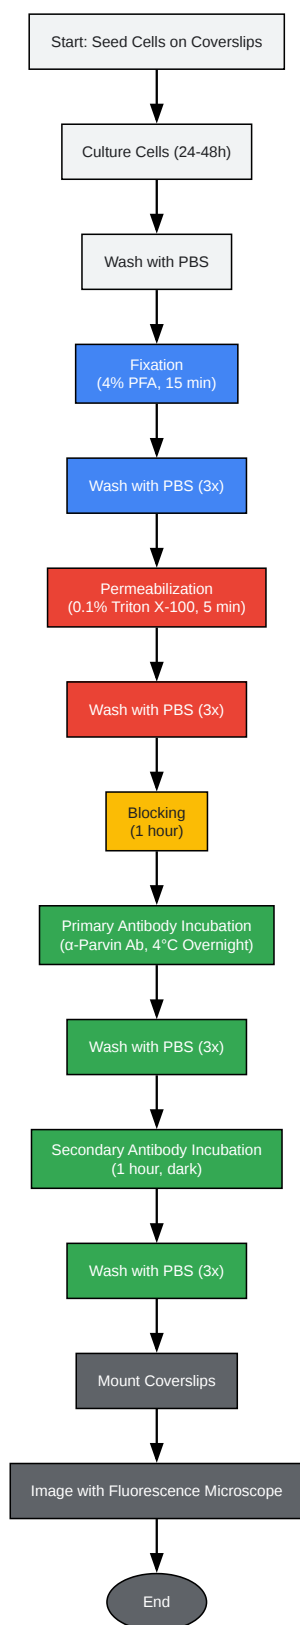 Start: Seed Cells on Coverslips
Culture Cells (24-48h)
Wash with PBS
Fixation
(4% PFA, 15 min)
Wash with PBS (3x)
Permeabilization
(0.1% Triton X-100, 5 min)
Wash with PBS (3x)
Blocking
(1 hour)
Primary Antibody Incubation
(α-Parvin Ab, 4°C Overnight)
Wash with PBS (3x)
Secondary Antibody Incubation
(1 hour, dark)
Wash with PBS (3x)
Mount Coverslips
Image with Fluorescence Microscope
End